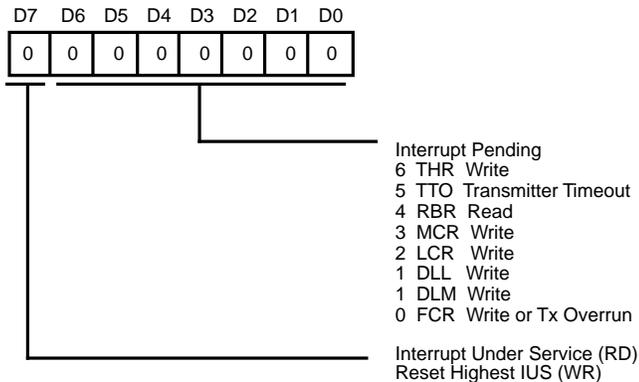 D7 D6 D5 D4 D3 D2 D1 D0
0 0 0 0 0 0 0 0
Interrupt Pending
6 THR Write
5 TTO Transmitter Timeout
4 RBR Read
3 MCR Write
2 LCR Write
1 DLL Write
1 DLM Write
0 FCR Write or Tx Overrun
Interrupt Under Service (RD)
Reset Highest IUS (WR)